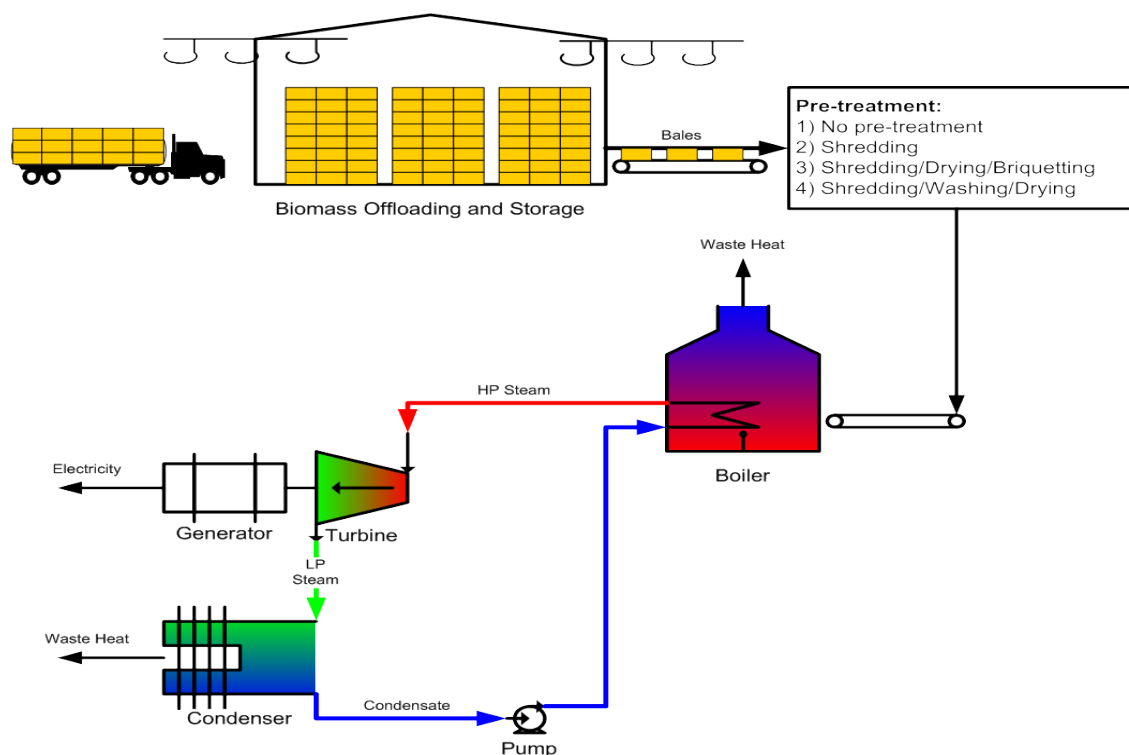 Bales
Pre-treatment:
1) No pre-treatment
2) Shredding
3) Shredding/Drying/Briquetting
4) Shredding/Washing/Drying
Biomass Offloading and Storage
Waste Heat
HP Steam
Boiler
Electricity
Generator
Turbine
LP
Steam
Waste Heat
Condenser
Condensate
Pump